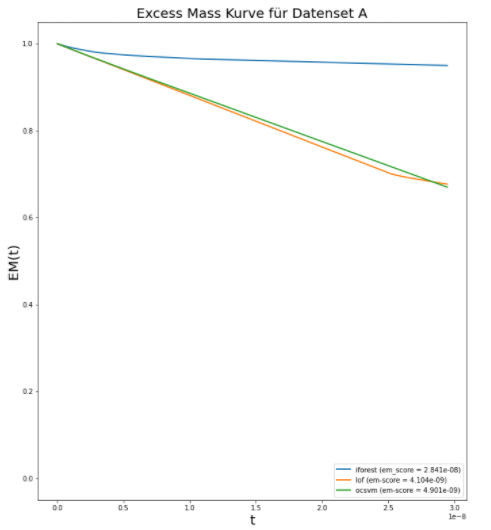 Excess Mass Kurve für Datenset A
1.0
0.8
0.6
0.4
0.2
0.0
EM(t)
iforest (em_score = 2.841e-08)
lof (em-score = 4.104e-09)
ocsvm (em-score = 4.901e-09)
0.0 0.5 1.0 1.5 2.0 2.5 3.0
1e-8
t